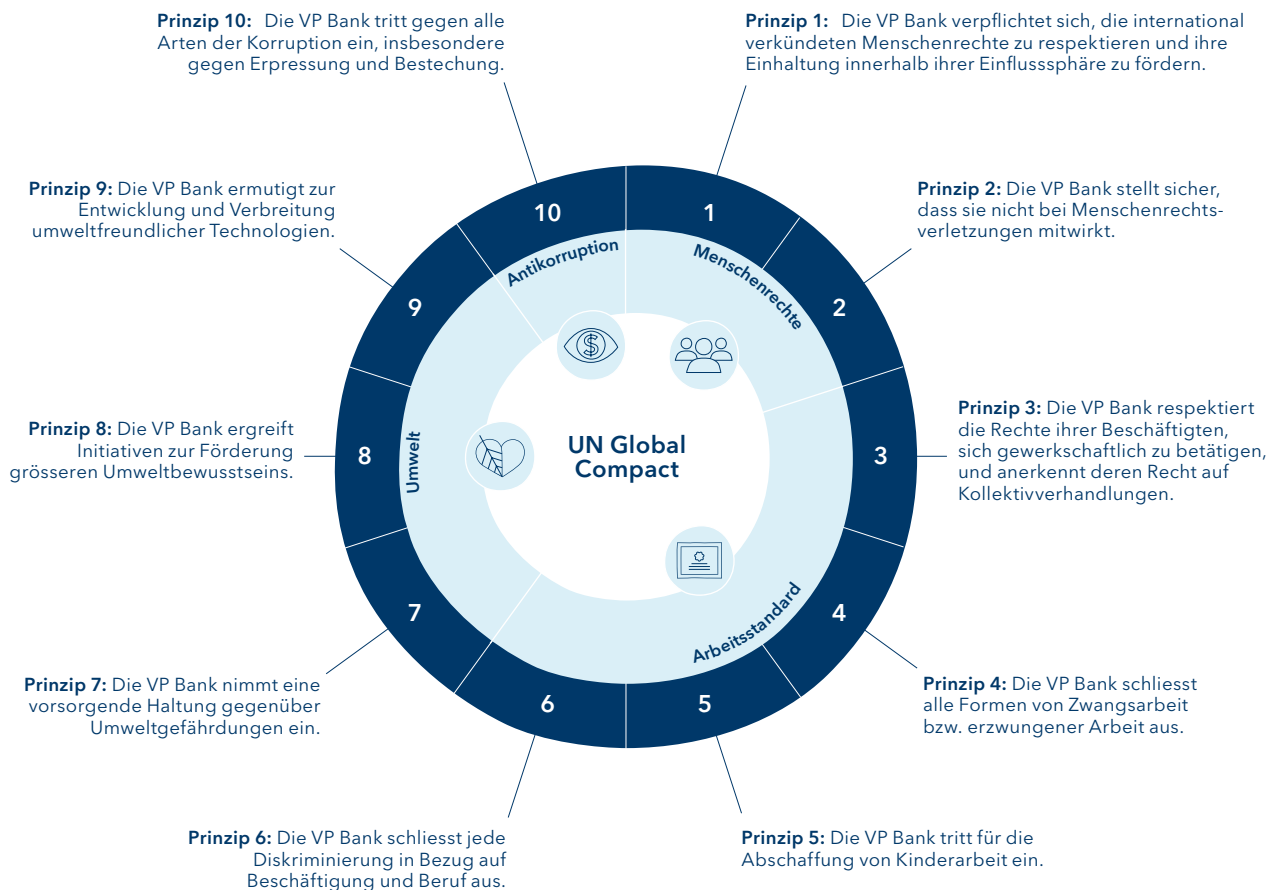 Prinzip 10: Die VP Bank tritt gegen alle
Arten der Korruption ein, insbesondere
gegen Erpressung und Bestechung.
Prinzip 1: Die VP Bank verpflichtet sich, die international
verkündeten Menschenrechte zu respektieren und ihre
Einhaltung innerhalb ihrer Einflusssphäre zu fördern.
Prinzip 9: Die VP Bank ermutigt zur
Entwicklung und Verbreitung
umweltfreundlicher Technologien.
Prinzip 2: Die VP Bank stellt sicher,
dass sie nicht bei Menschenrechts-
verletzungen mitwirkt.
Prinzip 8: Die VP Bank ergreift
Initiativen zur Förderung
grösseren Umweltbewusstseins.
Prinzip 3: Die VP Bank respektiert
die Rechte ihrer Beschäftigten,
sich gewerkschaftlich zu betätigen,
und anerkennt deren Recht auf
Kollektivverhandlungen.
Prinzip 7: Die VP Bank nimmt eine
vorsorgende Haltung gegenüber
Umweltgefährdungen ein.
Prinzip 4: Die VP Bank schliesst
alle Formen von Zwangsarbeit
bzw. erzwungener Arbeit aus.
Prinzip 6: Die VP Bank schliesst jede
Diskriminierung in Bezug auf
Beschäftigung und Beruf aus.
Prinzip 5: Die VP Bank tritt für die
Abschaffung von Kinderarbeit ein.
10
1
2
3
4
5
6
7
8
9
Antikorruption
Menschenrechte
Arbeitsstandard
Umwelt
$
UN Global
Compact